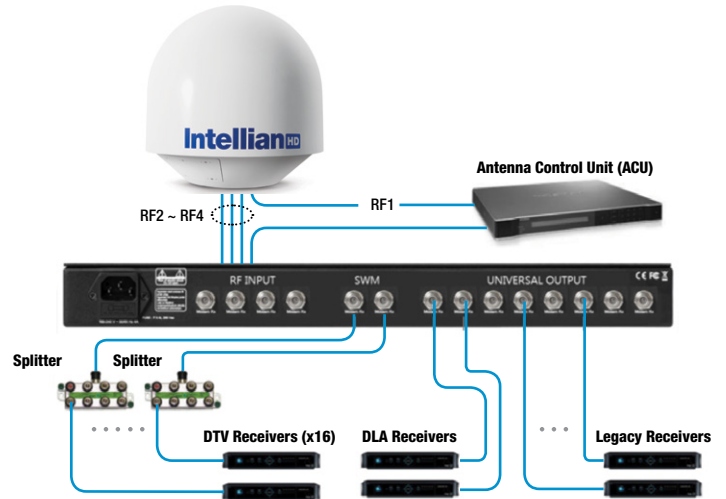 Intellian HD
Antenna Control Unit (ACU)
RF1
RF2 ~ RF4
RF INPUT
SWM
UNIVERSAL OUTPUT
CE FC
Splitter
Splitter
DTV Receivers (x16)
DLA Receivers
Legacy Receivers